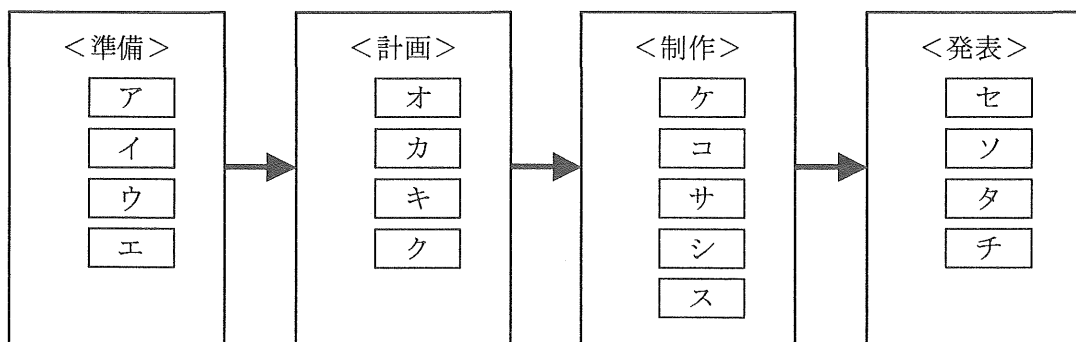 <準備>
ア
イ
ウ
エ
<計画>
オ
カ
キ
ク
<制作>
ケ
コ
サ
シ
ス
<発表>
セ
ソ
タ
チ